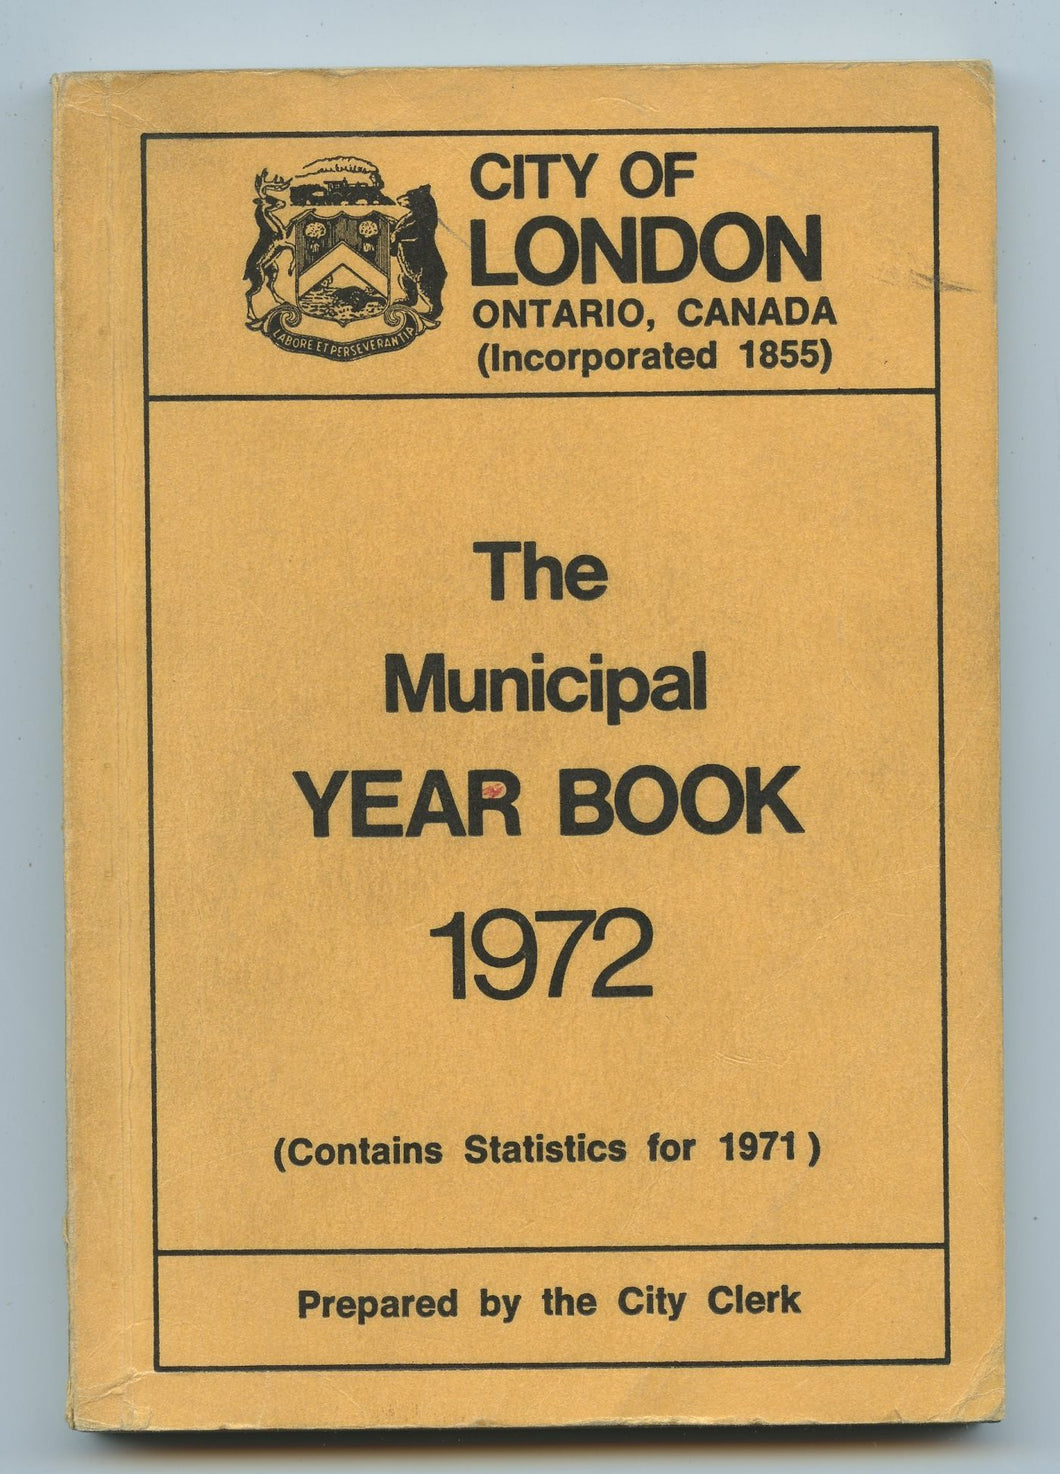 CITY OF
LONDON
ONTARIO, CANADA
(Incorporated 1855)
LABORE ET PERSEVERANTIA
The
Municipal
YEAR BOOK
1972
(Contains Statistics for 1971)
Prepared by the City Clerk